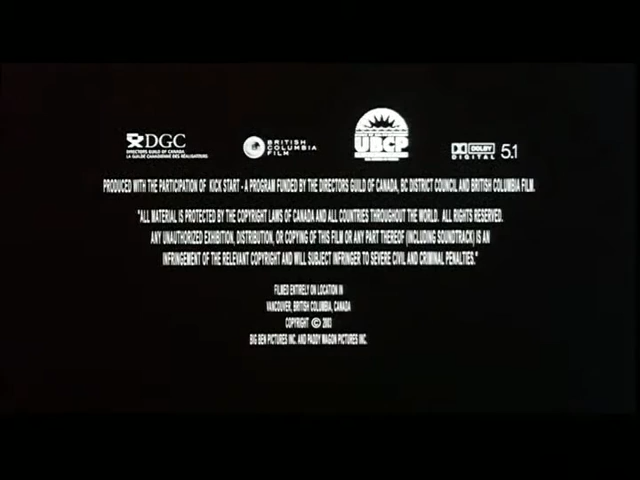 DGC
DIRECTORS GUILD OF CANADA
LA GUILDE CANADIENNE DES RÉALISATEURS
BRITISH
COLUMBIA
FILM
UBCP
DOLBY
DIGITAL 5.1
PRODUCED WITH THE PARTICIPATION OF KICK START - A PROGRAM FUNDED BY THE DIRECTORS GUILD OF CANADA, BC DISTRICT COUNCIL AND BRITISH COLUMBIA FILM.
"ALL MATERIAL IS PROTECTED BY THE COPYRIGHT LAWS OF CANADA AND ALL COUNTRIES THROUGHOUT THE WORLD. ALL RIGHTS RESERVED.
ANY UNAUTHORIZED EXHIBITION, DISTRIBUTION, OR COPYING OF THIS FILM OR ANY PART THEREOF (INCLUDING SOUNDTRACK) IS AN
INFRINGEMENT OF THE RELEVANT COPYRIGHT AND WILL SUBJECT INFRINGER TO SEVERE CIVIL AND CRIMINAL PENALTIES."
FILMED ENTIRELY ON LOCATION IN
VANCOUVER, BRITISH COLUMBIA, CANADA
COPYRIGHT © 2003
BIG BEN PICTURES INC. AND PADDY WAGON PICTURES INC.